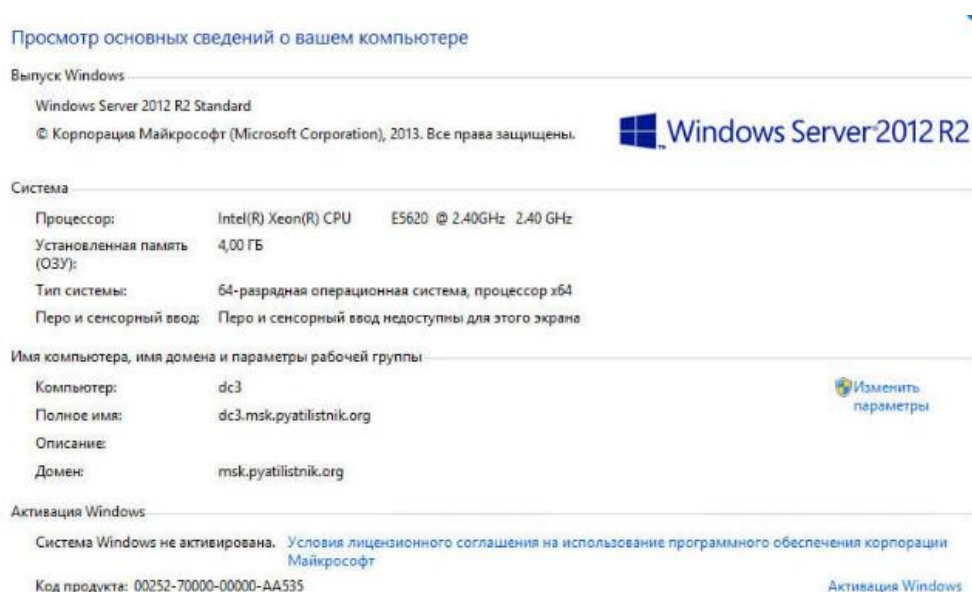 Просмотр основных сведений о вашем компьютере
Выпуск Windows
Windows Server 2012 R2 Standard
© Корпорация Майкрософт (Microsoft Corporation), 2013. Все права защищены.
Windows Server 2012 R2
Система
Процессор: Intel(R) Xeon(R) CPU E5620 @ 2.40GHz 2.40 GHz
Установленная память (ОЗУ): 4,00 ГБ
Тип системы: 64-разрядная операционная система, процессор x64
Перо и сенсорный ввод: Перо и сенсорный ввод недоступны для этого экрана
Имя компьютера, имя домена и параметры рабочей группы
Компьютер: dc3
Изменить параметры
Полное имя: dc3.msk.pyatilistnik.org
Описание:
Домен: msk.pyatilistnik.org
Активация Windows
Система Windows не активирована. Условия лицензионного соглашения на использование программного обеспечения корпорации
Майкрософт
Код продукта: 00252-70000-00000-AA535
Активация Windows